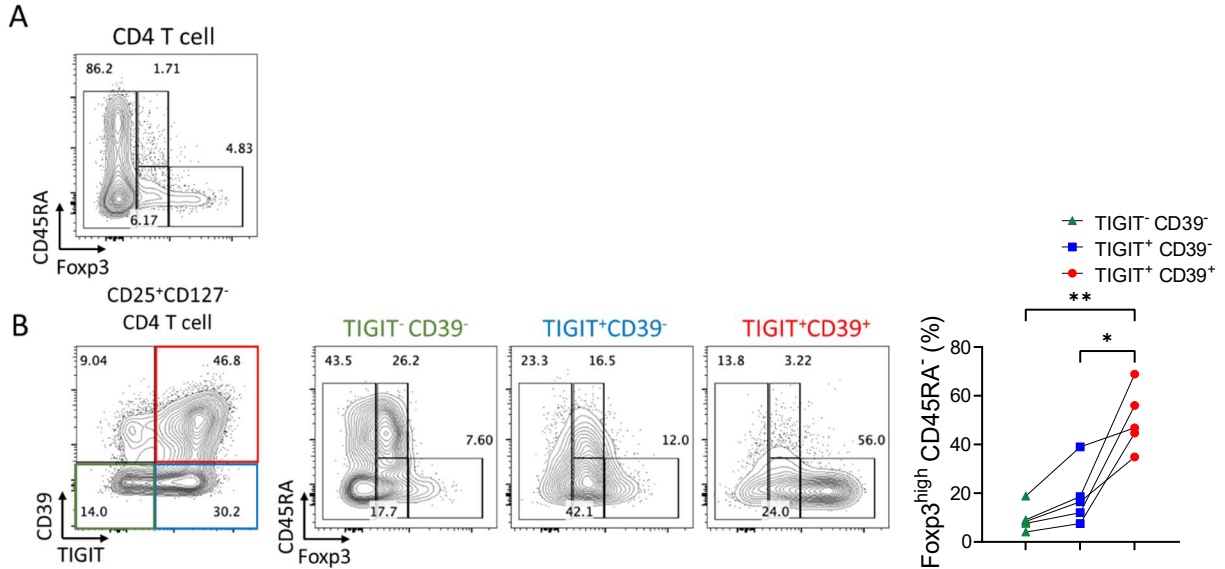 A
CD4 T cell
86.2 1.71
4.83
6.17
CD45RA
Foxp3
TIGIT⁻ CD39⁻
TIGIT⁺ CD39⁻
TIGIT⁺ CD39⁺
B
CD25⁺CD127⁻
CD4 T cell
9.04 46.8
14.0 30.2
CD39
TIGIT
TIGIT⁻ CD39⁻
43.5 26.2
7.60
17.7
CD45RA
Foxp3
TIGIT⁺CD39⁻
23.3 16.5
12.0
42.1
TIGIT⁺CD39⁺
13.8 3.22
56.0
24.0
**
*
Foxp3ʰⁱᵍʰ CD45RA⁻ (%)
80
60
40
20
0